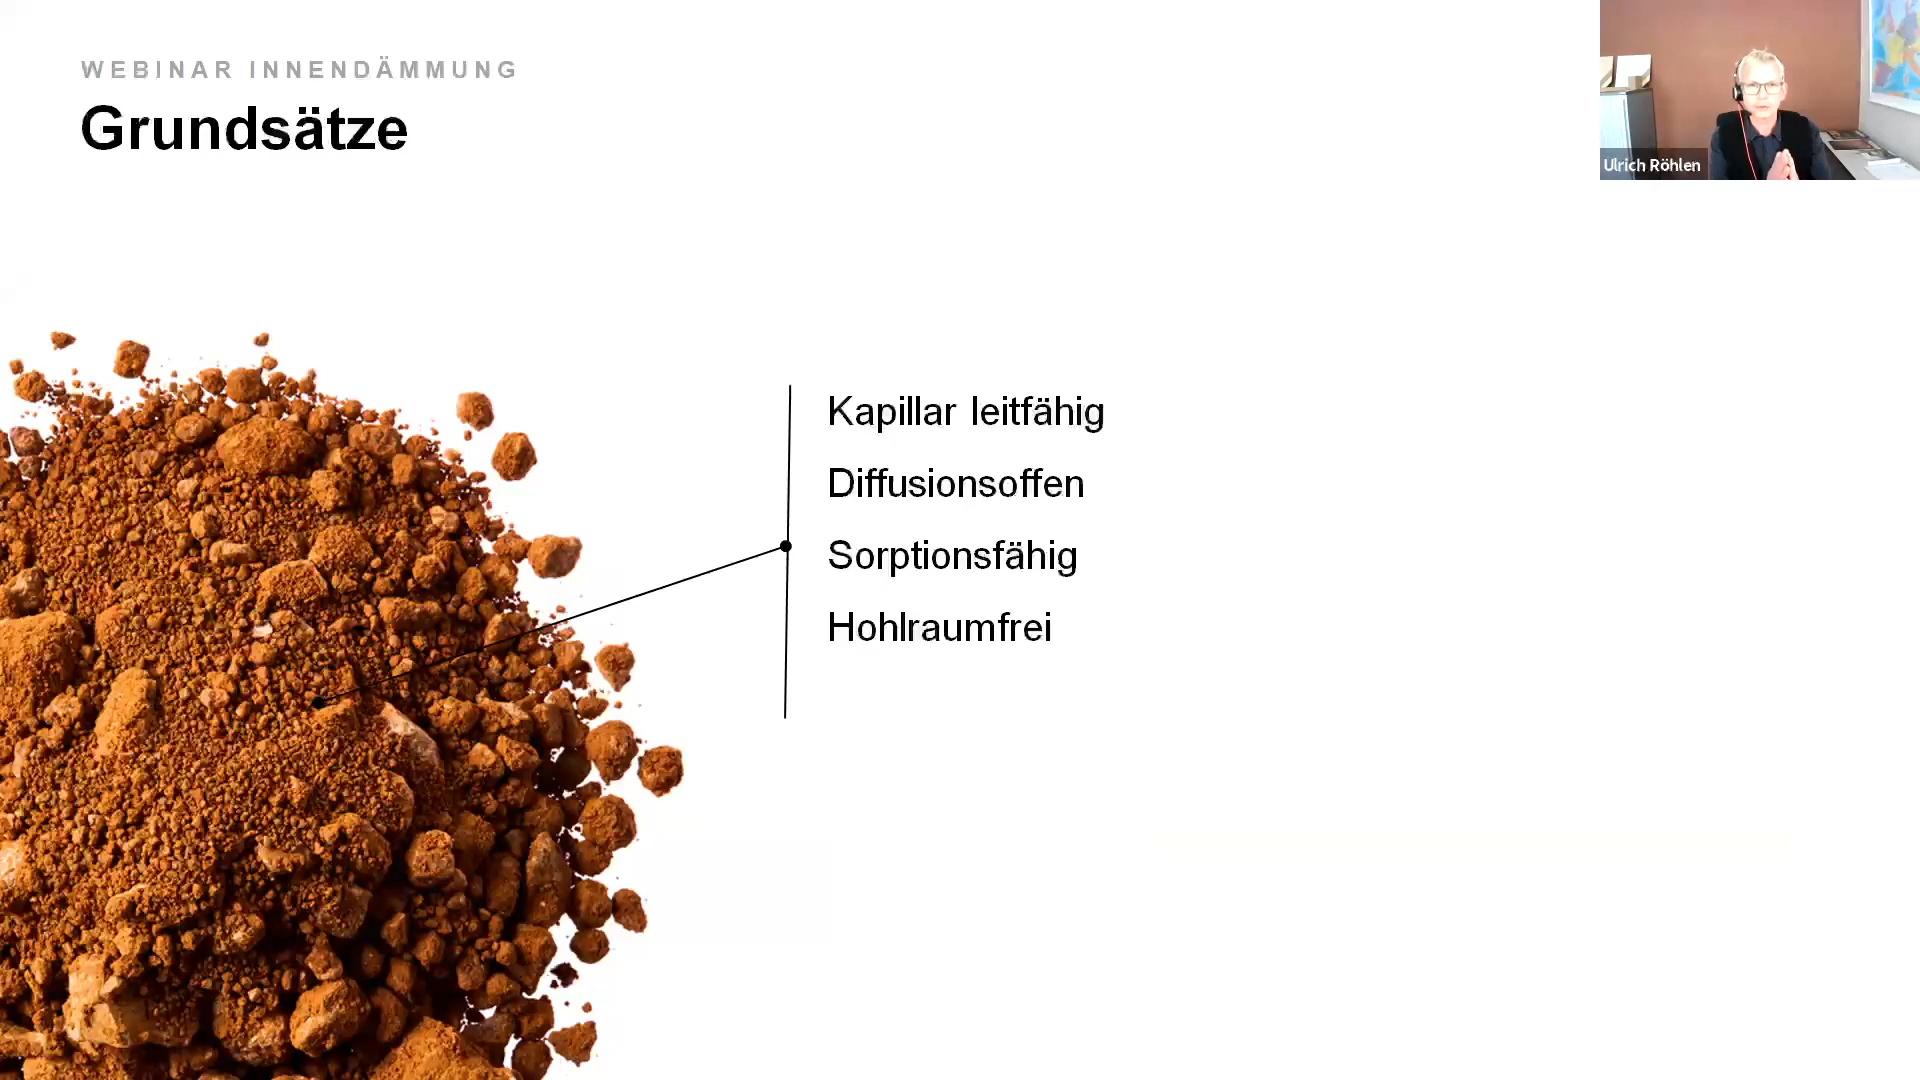 WEBINAR INNENDÄMMUNG
Grundsätze
Ulrich Röhlen
Kapillar leitfähig
Diffusionsoffen
Sorptionsfähig
Hohlraumfrei